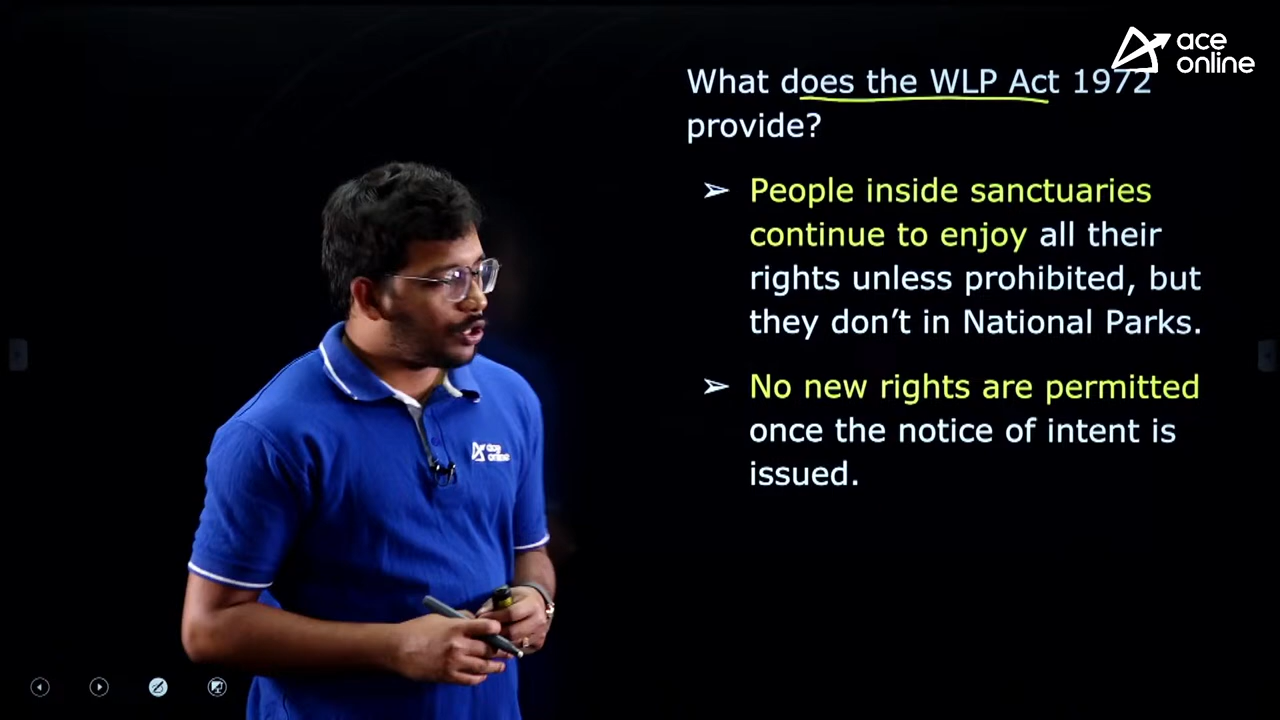 ace
online
What does the WLP Act 1972
provide?
➢ People inside sanctuaries
continue to enjoy all their
rights unless prohibited, but
they don’t in National Parks.
➢ No new rights are permitted
once the notice of intent is
issued.
ace
online